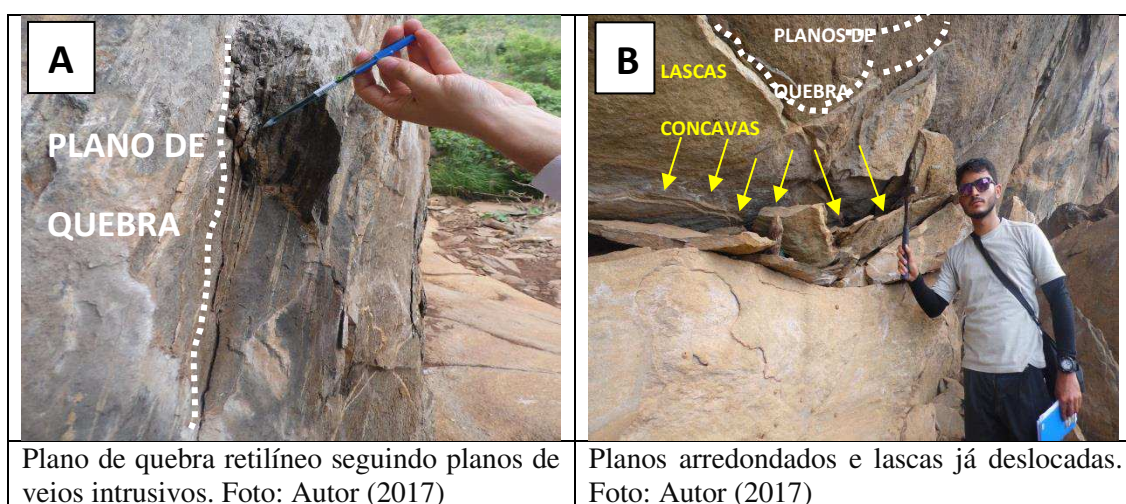 A
PLANO DE
QUEBRA
B
PLANOS DE
QUEBRA
LASCAS
CONCAVAS
Plano de quebra retilíneo seguindo planos de
veios intrusivos. Foto: Autor (2017)
Planos arredondados e lascas já deslocadas.
Foto: Autor (2017)